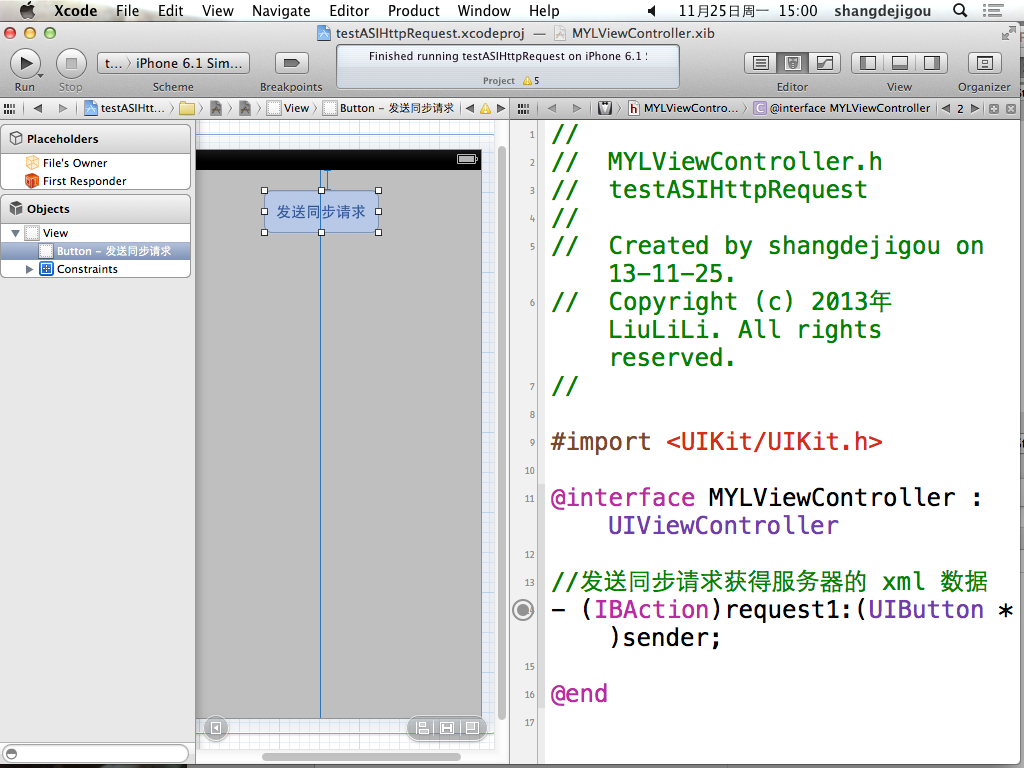 Xcode File Edit View Navigate Editor Product Window Help 11月25日周一 15:00 shangdejigou
testASIHttpRequest.xcodeproj — MYLViewController.xib
t... iPhone 6.1 Sim...
Finished running testASIHttpRequest on iPhone 6.1
Project 5
Run Stop Scheme Breakpoints Editor View Organizer
testASIHtt... View Button – 发送同步请求 MYLViewContro... @interface MYLViewController 2
Placeholders
File's Owner
First Responder
Objects
View
Button – 发送同步请求
Constraints
发送同步请求
1 //
2 // MYLViewController.h
3 // testASIHttpRequest
4 //
5 // Created by shangdejigou on
13-11-25.
6 // Copyright (c) 2013年
LiuLiLi. All rights
reserved.
7 //
8
9 #import <UIKit/UIKit.h>
10
11 @interface MYLViewController :
UIViewController
12
13 //发送同步请求获得服务器的 xml 数据
- (IBAction)request1:(UIButton *
)sender;
15
16 @end
17